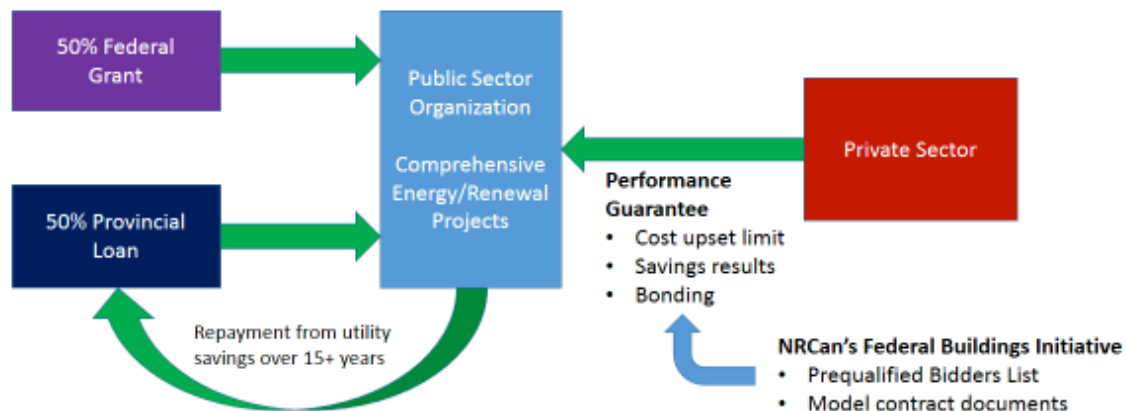 50% Federal
Grant
Public Sector
Organization
Comprehensive
Energy/Renewal
Projects
Private Sector
50% Provincial
Loan
Performance
Guarantee
• Cost upset limit
• Savings results
• Bonding
Repayment from utility
savings over 15+ years
NRCan's Federal Buildings Initiative
• Prequalified Bidders List
• Model contract documents